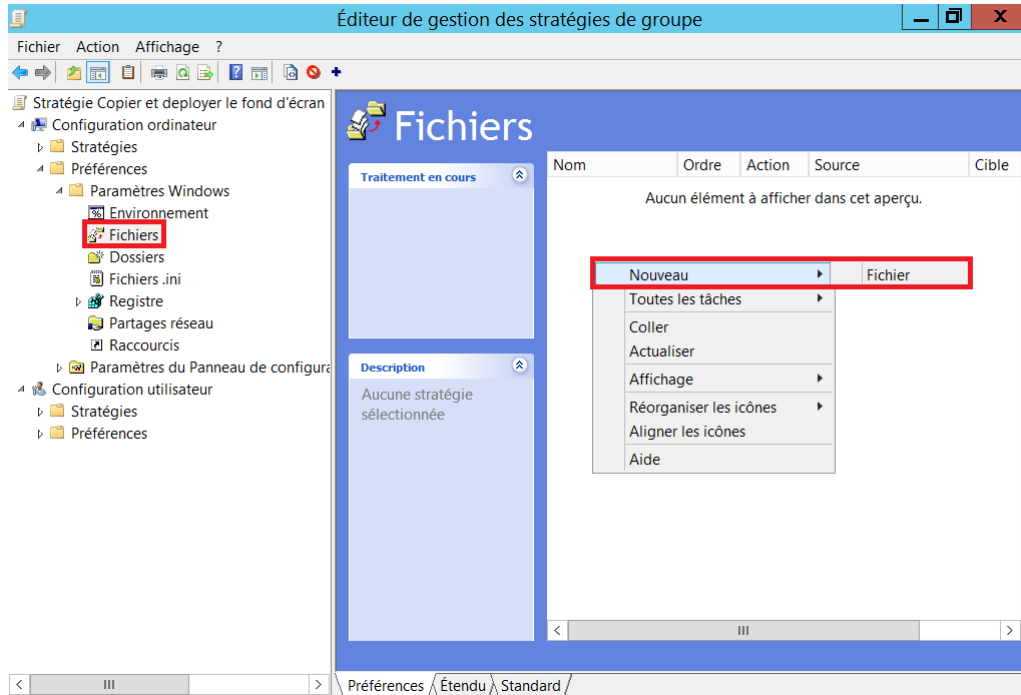 Éditeur de gestion des stratégies de groupe
Fichier Action Affichage ?
Stratégie Copier et deployer le fond d'écran
Configuration ordinateur
Stratégies
Préférences
Paramètres Windows
Environnement
Fichiers
Dossiers
Fichiers .ini
Registre
Partages réseau
Raccourcis
Paramètres du Panneau de configura
Configuration utilisateur
Stratégies
Préférences
Fichiers
Traitement en cours
Description
Aucune stratégie
sélectionnée
Nom Ordre Action Source Cible
Aucun élément à afficher dans cet aperçu.
Nouveau Fichier
Toutes les tâches
Coller
Actualiser
Affichage
Réorganiser les icônes
Aligner les icônes
Aide
Préférences Étendu Standard